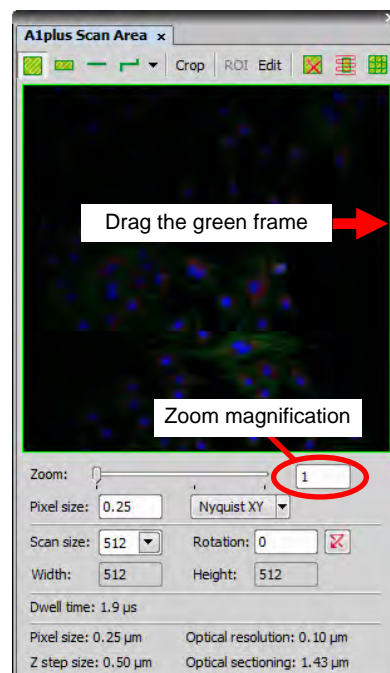 A1plus Scan Area ×
Crop ROI Edit
Drag the green frame
Zoom magnification
Zoom: 1
Pixel size: 0.25 Nyquist XY
Scan size: 512 Rotation: 0
Width: 512 Height: 512
Dwell time: 1.9 µs
Pixel size: 0.25 µm Optical resolution: 0.10 µm
Z step size: 0.50 µm Optical sectioning: 1.43 µm